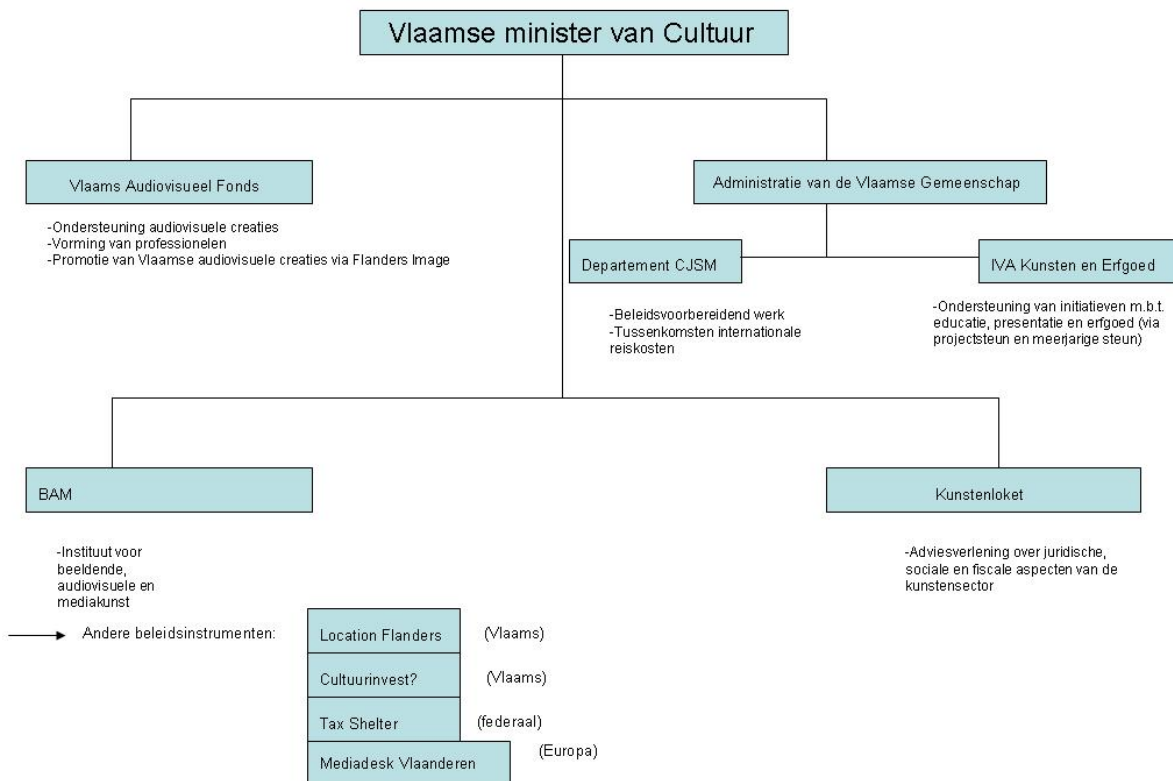 Vlaamse minister van Cultuur
Vlaams Audiovisueel Fonds
Administratie van de Vlaamse Gemeenschap
-Ondersteuning audiovisuele creaties
-Vorming van professionelen
-Promotie van Vlaamse audiovisuele creaties via Flanders Image
Departement CJSM
IVA Kunsten en Erfgoed
-Beleidsvoorbereidend werk
-Tussenkomsten internationale
reiskosten
-Ondersteuning van initiatieven m.b.t.
educatie, presentatie en erfgoed (via
projectsteun en meerjarige steun)
BAM
Kunstenloket
-Instituut voor
beeldende,
audiovisuele en
mediakunst
-Adviesverlening over juridische,
sociale en fiscale aspecten van de
kunstensector
Andere beleidsinstrumenten:
Location Flanders (Vlaams)
Cultuurinvest? (Vlaams)
Tax Shelter (federaal)
Mediadesk Vlaanderen (Europa)